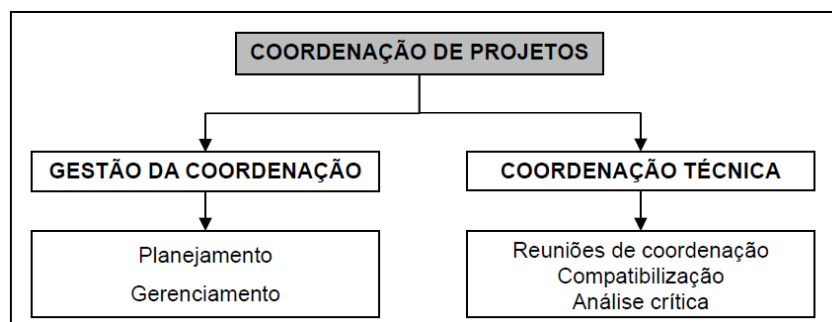 COORDENAÇÃO DE PROJETOS
GESTÃO DA COORDENAÇÃO
COORDENAÇÃO TÉCNICA
Planejamento
Gerenciamento
Reuniões de coordenação
Compatibilização
Análise crítica